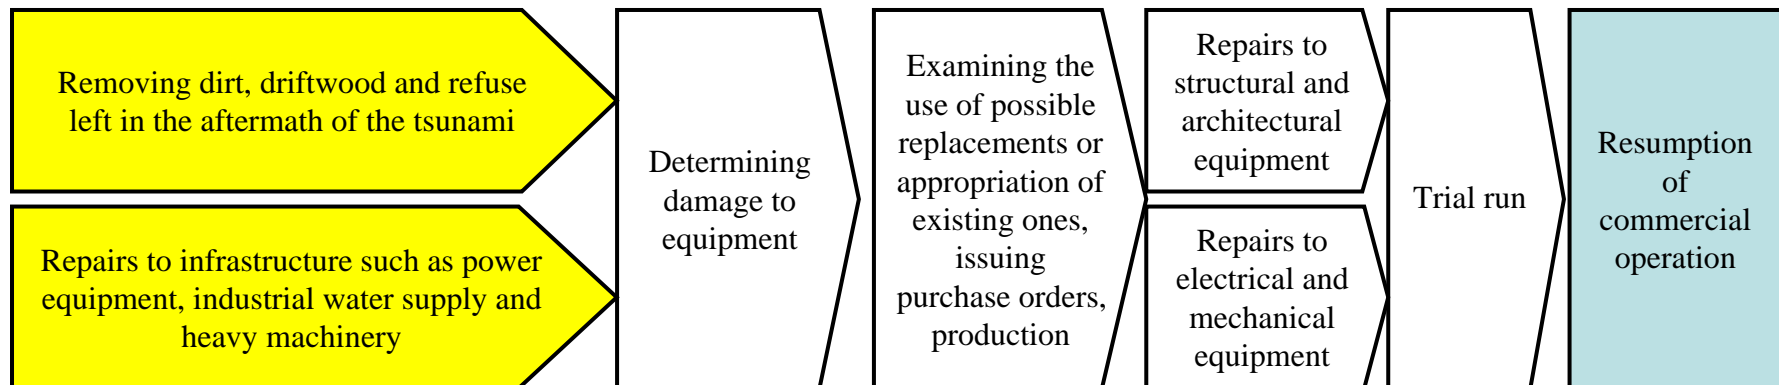 Removing dirt, driftwood and refuse
left in the aftermath of the tsunami
Repairs to infrastructure such as power
equipment, industrial water supply and
heavy machinery
Determining
damage to
equipment
Examining the
use of possible
replacements or
appropriation of
existing ones,
issuing
purchase orders,
production
Repairs to
structural and
architectural
equipment
Repairs to
electrical and
mechanical
equipment
Trial run
Resumption
of
commercial
operation